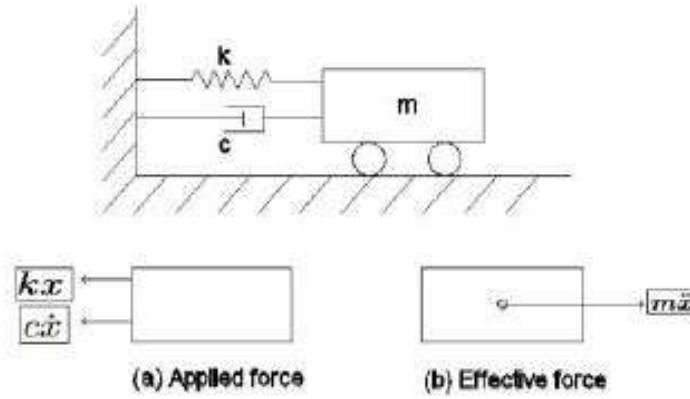 k
m
c
kx
cẋ
mẍ
(a) Applied force
(b) Effective force